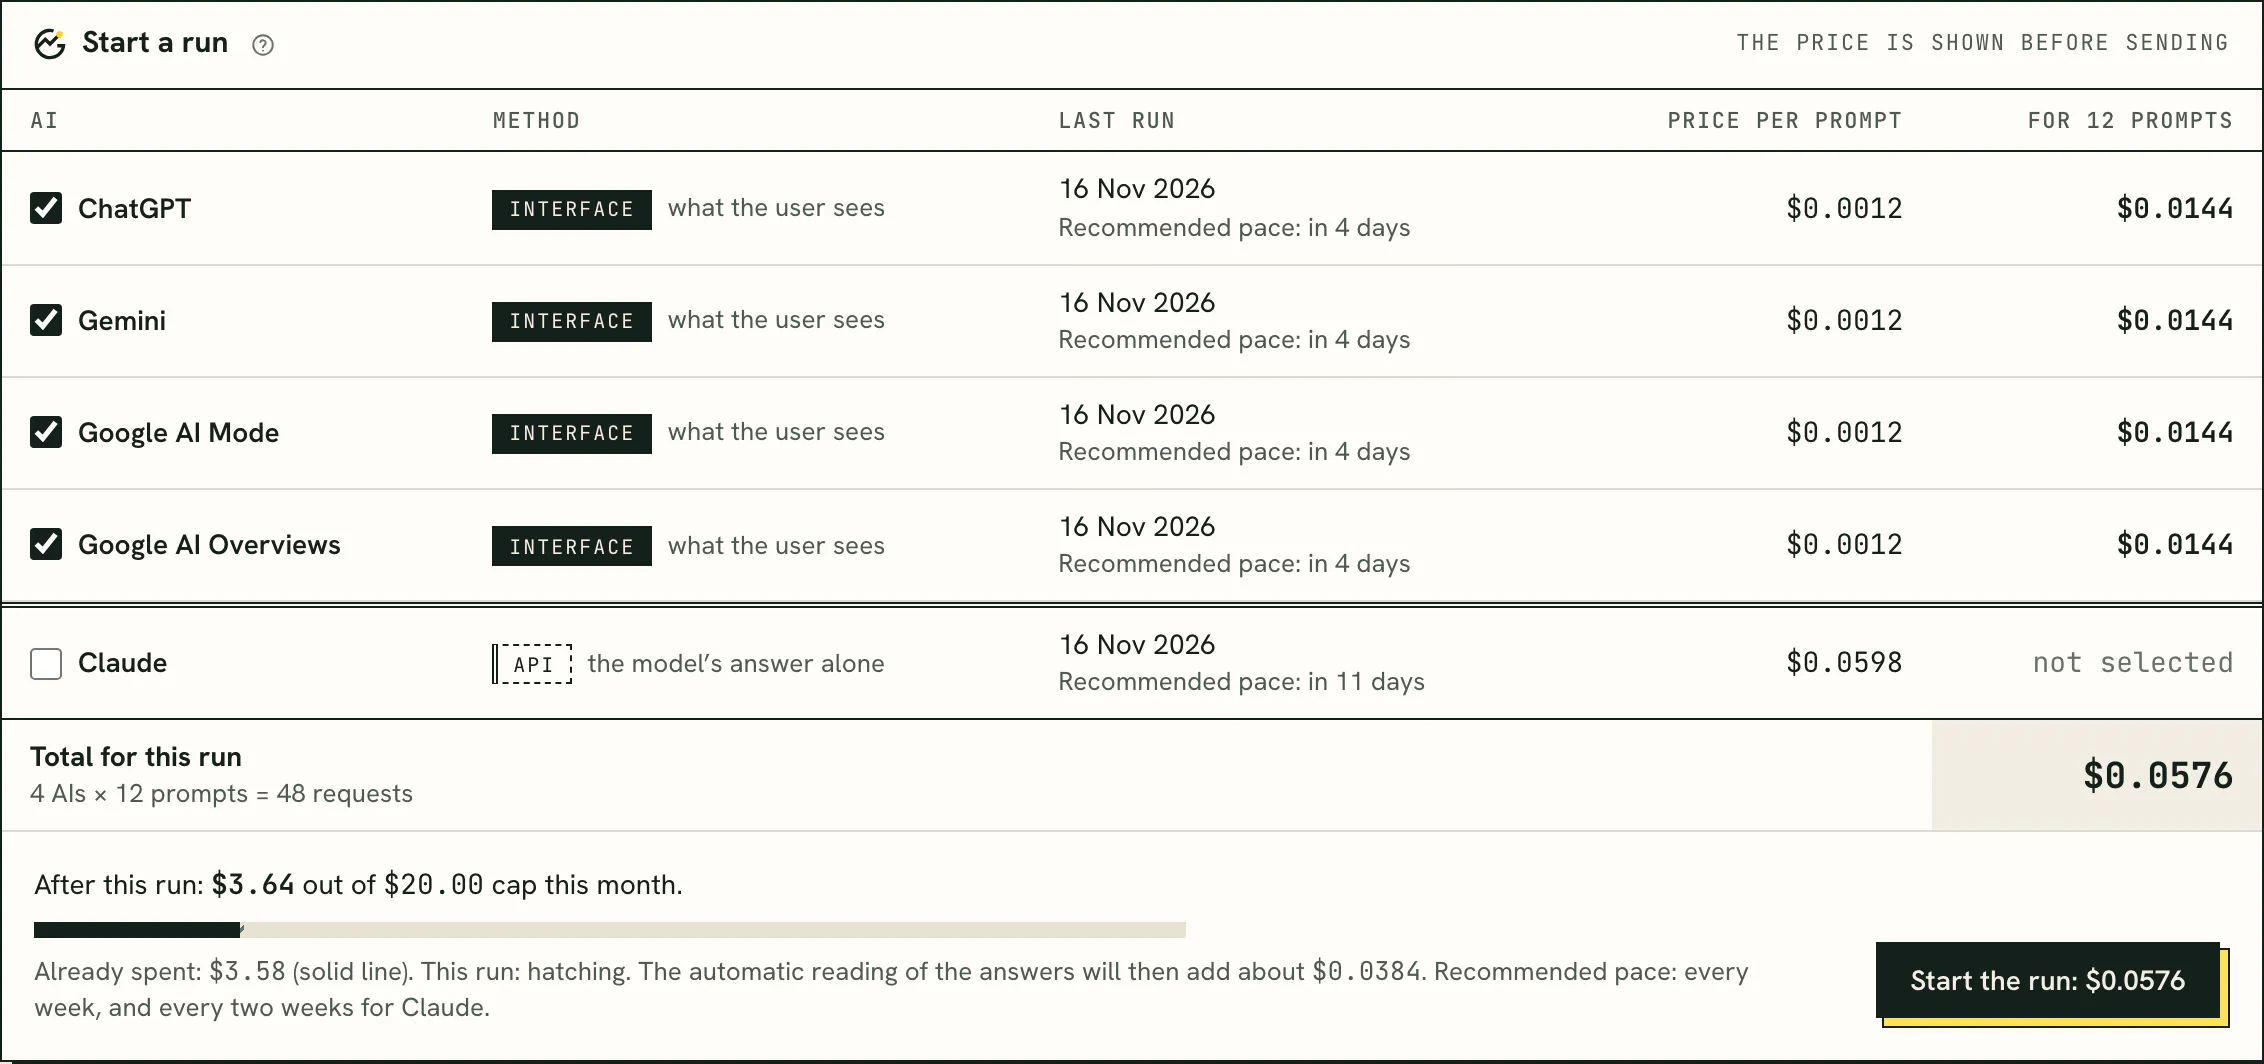 Start a run ?
THE PRICE IS SHOWN BEFORE SENDING
AI METHOD LAST RUN PRICE PER PROMPT FOR 12 PROMPTS
ChatGPT INTERFACE what the user sees 16 Nov 2026 $0.0012 $0.0144
Recommended pace: in 4 days
Gemini INTERFACE what the user sees 16 Nov 2026 $0.0012 $0.0144
Recommended pace: in 4 days
Google AI Mode INTERFACE what the user sees 16 Nov 2026 $0.0012 $0.0144
Recommended pace: in 4 days
Google AI Overviews INTERFACE what the user sees 16 Nov 2026 $0.0012 $0.0144
Recommended pace: in 4 days
Claude API the model’s answer alone 16 Nov 2026 $0.0598 not selected
Recommended pace: in 11 days
Total for this run $0.0576
4 AIs × 12 prompts = 48 requests
After this run: $3.64 out of $20.00 cap this month.
Already spent: $3.58 (solid line). This run: hatching. The automatic reading of the answers will then add about $0.0384. Recommended pace: every
week, and every two weeks for Claude.
Start the run: $0.0576